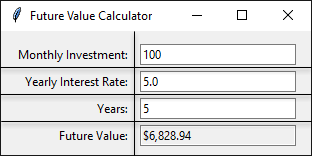 Future Value Calculator
Monthly Investment: 100
Yearly Interest Rate: 5.0
Years: 5
Future Value: $6,828.94